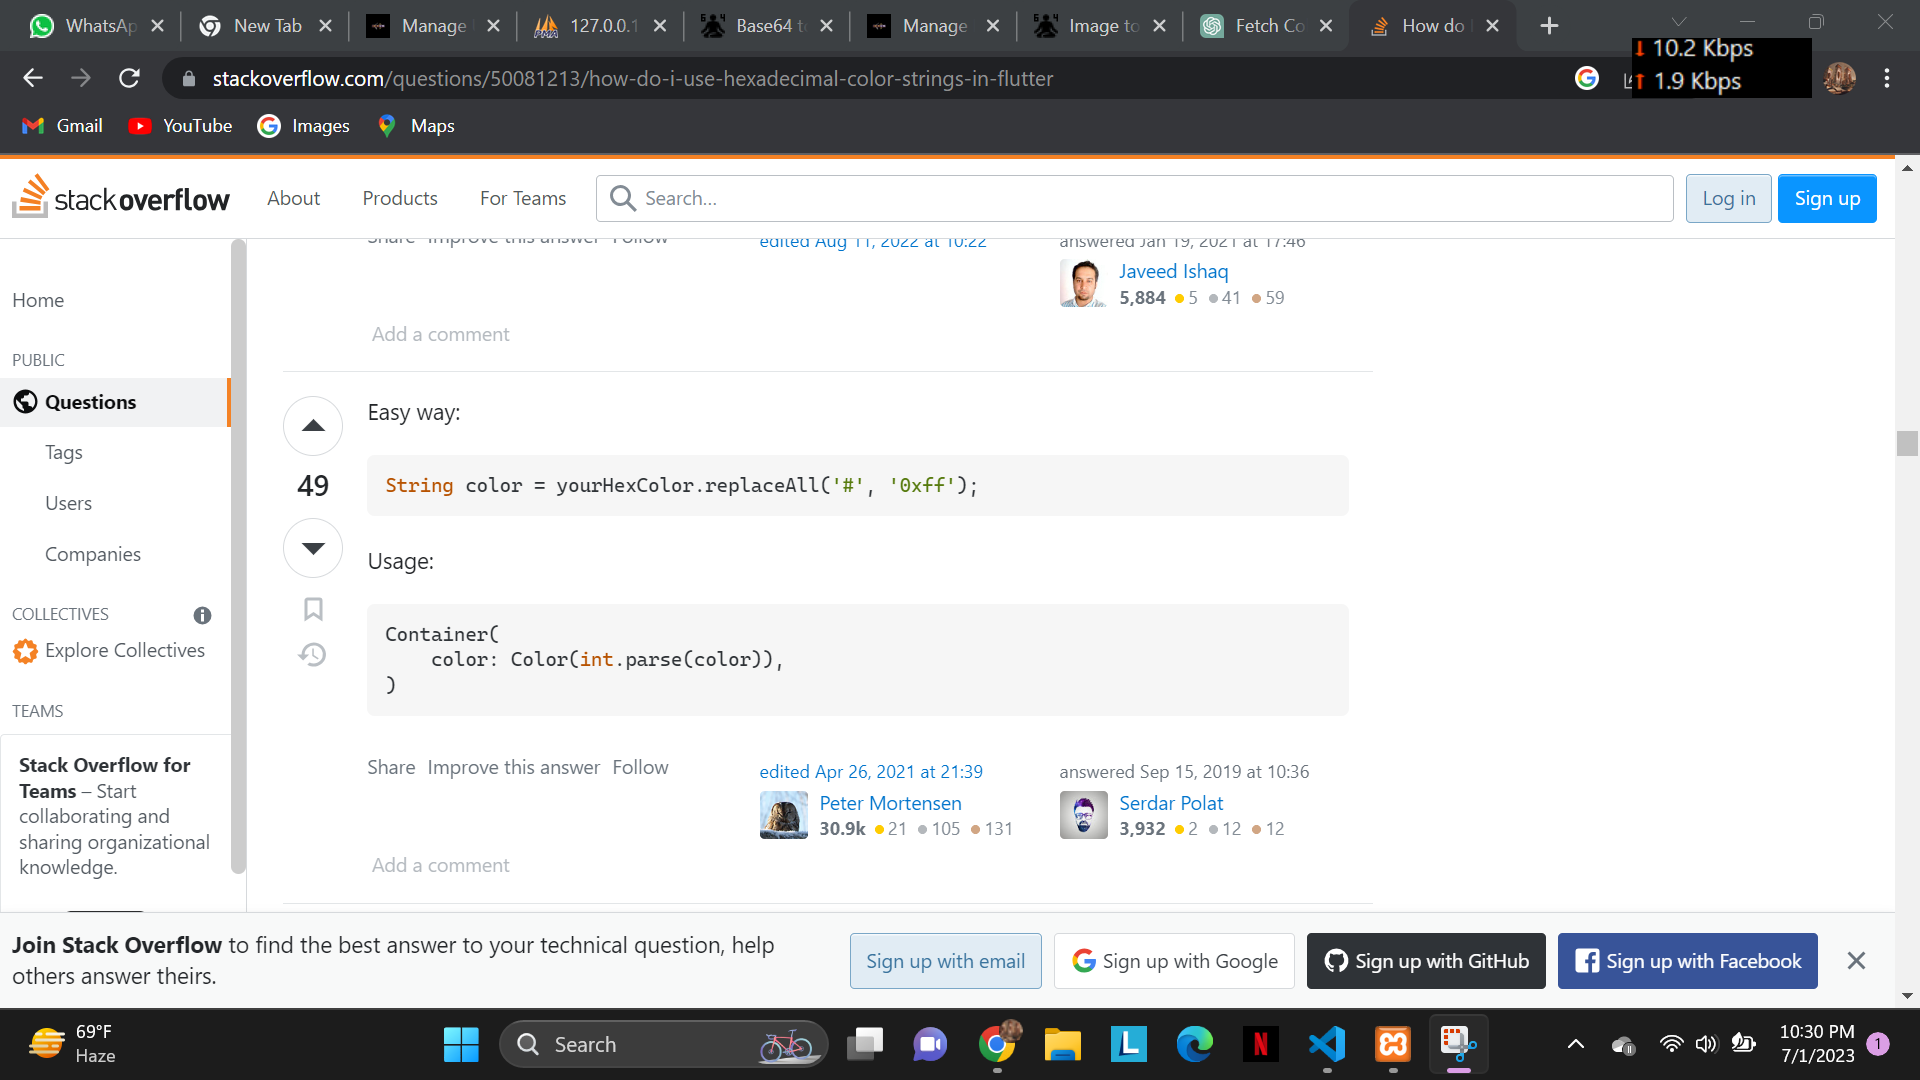 WhatsAp
New Tab
Manage
127.0.0.1
Base64 to
Manage
Image to
Fetch Co
How do
10.2 Kbps
1.9 Kbps
stackoverflow.com/questions/50081213/how-do-i-use-hexadecimal-color-strings-in-flutter
Gmail
YouTube
Images
Maps
stackoverflow
About
Products
For Teams
Search...
Log in
Sign up
Home
PUBLIC
Questions
Tags
Users
Companies
COLLECTIVES
Explore Collectives
TEAMS
Stack Overflow for
Teams – Start
collaborating and
sharing organizational
knowledge.
Share Improve this answer Follow
edited Aug 11, 2022 at 10:22
answered Jan 19, 2021 at 17:46
Javeed Ishaq
5,884 5 41 59
Add a comment
49
Easy way:
String color = yourHexColor.replaceAll('#', '0xff');
Usage:
Container(
color: Color(int.parse(color)),
)
Share Improve this answer Follow
edited Apr 26, 2021 at 21:39
Peter Mortensen
30.9k 21 105 131
answered Sep 15, 2019 at 10:36
Serdar Polat
3,932 2 12 12
Add a comment
Join Stack Overflow to find the best answer to your technical question, help
others answer theirs.
Sign up with email
Sign up with Google
Sign up with GitHub
Sign up with Facebook
69°F
Haze
Search
10:30 PM
7/1/2023
1